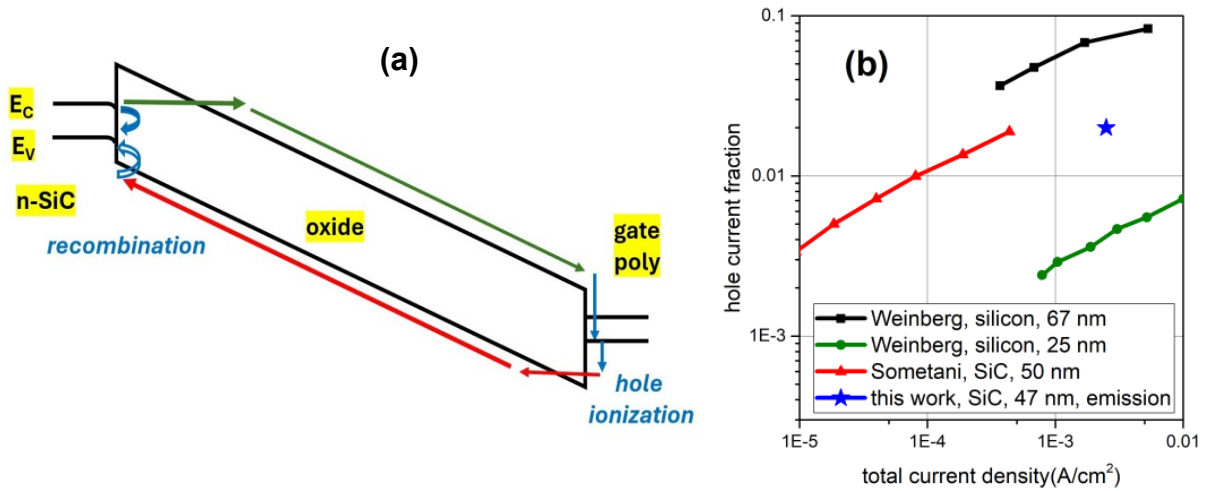 (a)
E_C
E_V
n-SiC
recombination
oxide
gate
poly
hole
ionization
(b)
hole current fraction
0.1
0.01
1E-3
Weinberg, silicon, 67 nm
Weinberg, silicon, 25 nm
Sometani, SiC, 50 nm
this work, SiC, 47 nm, emission
1E-5 1E-4 1E-3 0.01
total current density(A/cm²)